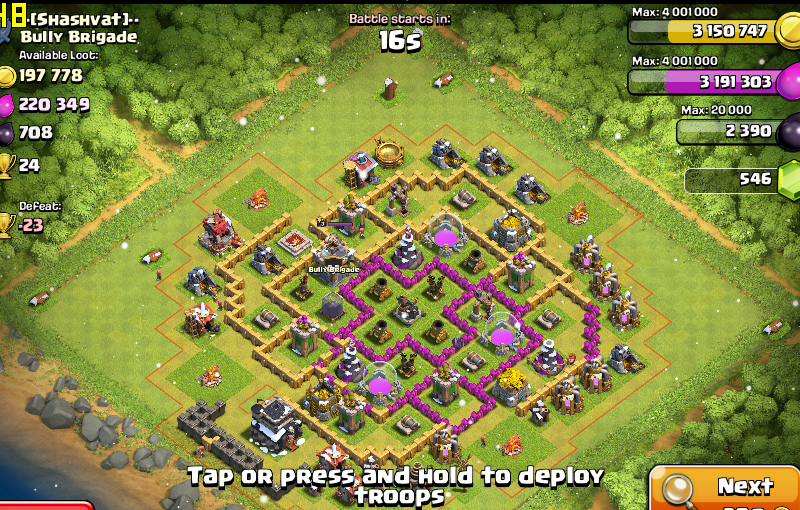 48
-[Shashvat]--
Bully Brigade
Available Loot:
197 778
220 349
708
24
Defeat:
-23
Battle starts in:
16s
Max: 4 001 000
3 150 747
Max: 4 001 000
3 191 303
Max: 20 000
2 390
546
Bully Brigade
Tap or press and hold to deploy
troops
Next